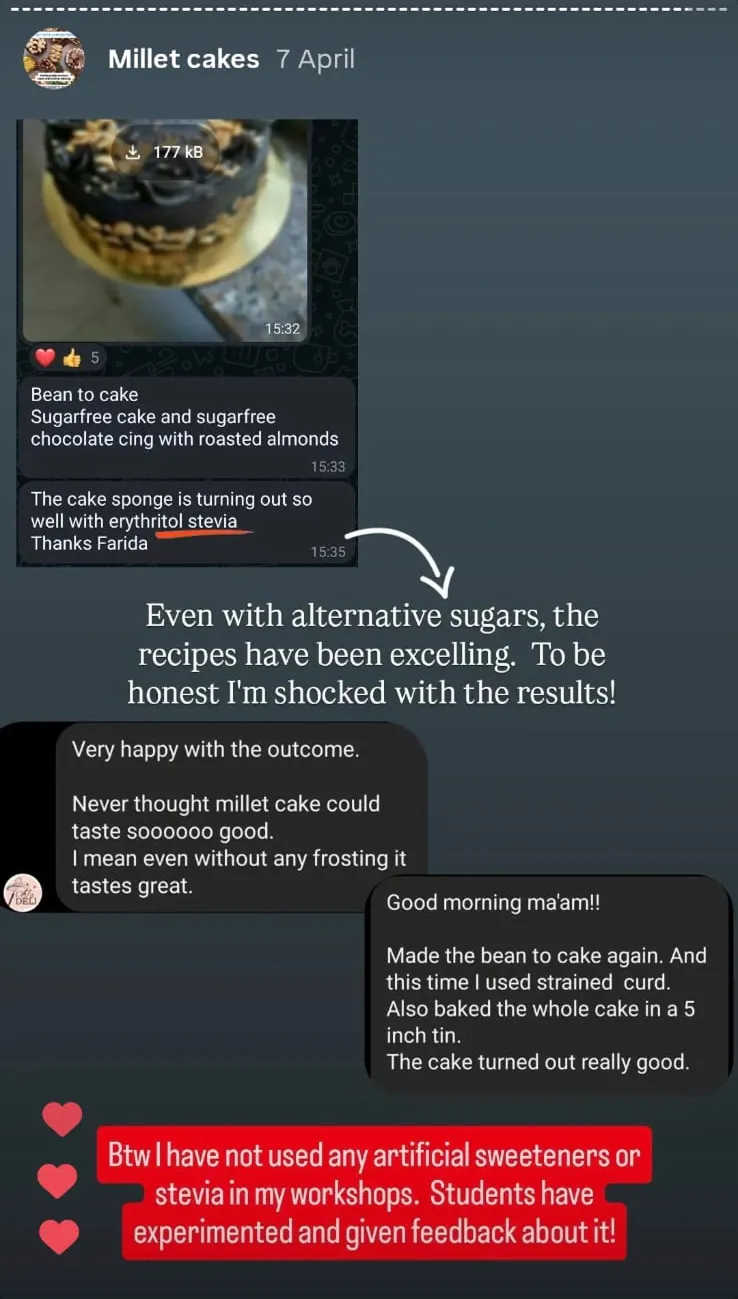 Millet cakes 7 April
177 kB
15:32
❤️ 👍 5
Bean to cake
Sugarfree cake and sugarfree
chocolate cing with roasted almonds
15:33
The cake sponge is turning out so
well with erythritol stevia
Thanks Farida
15:35
Even with alternative sugars, the
recipes have been excelling. To be
honest I'm shocked with the results!
Very happy with the outcome.
Never thought millet cake could
taste soooooo good.
I mean even without any frosting it
tastes great.
DELI
Good morning ma'am!!
Made the bean to cake again. And
this time I used strained curd.
Also baked the whole cake in a 5
inch tin.
The cake turned out really good.
Btw I have not used any artificial sweeteners or
stevia in my workshops. Students have
experimented and given feedback about it!